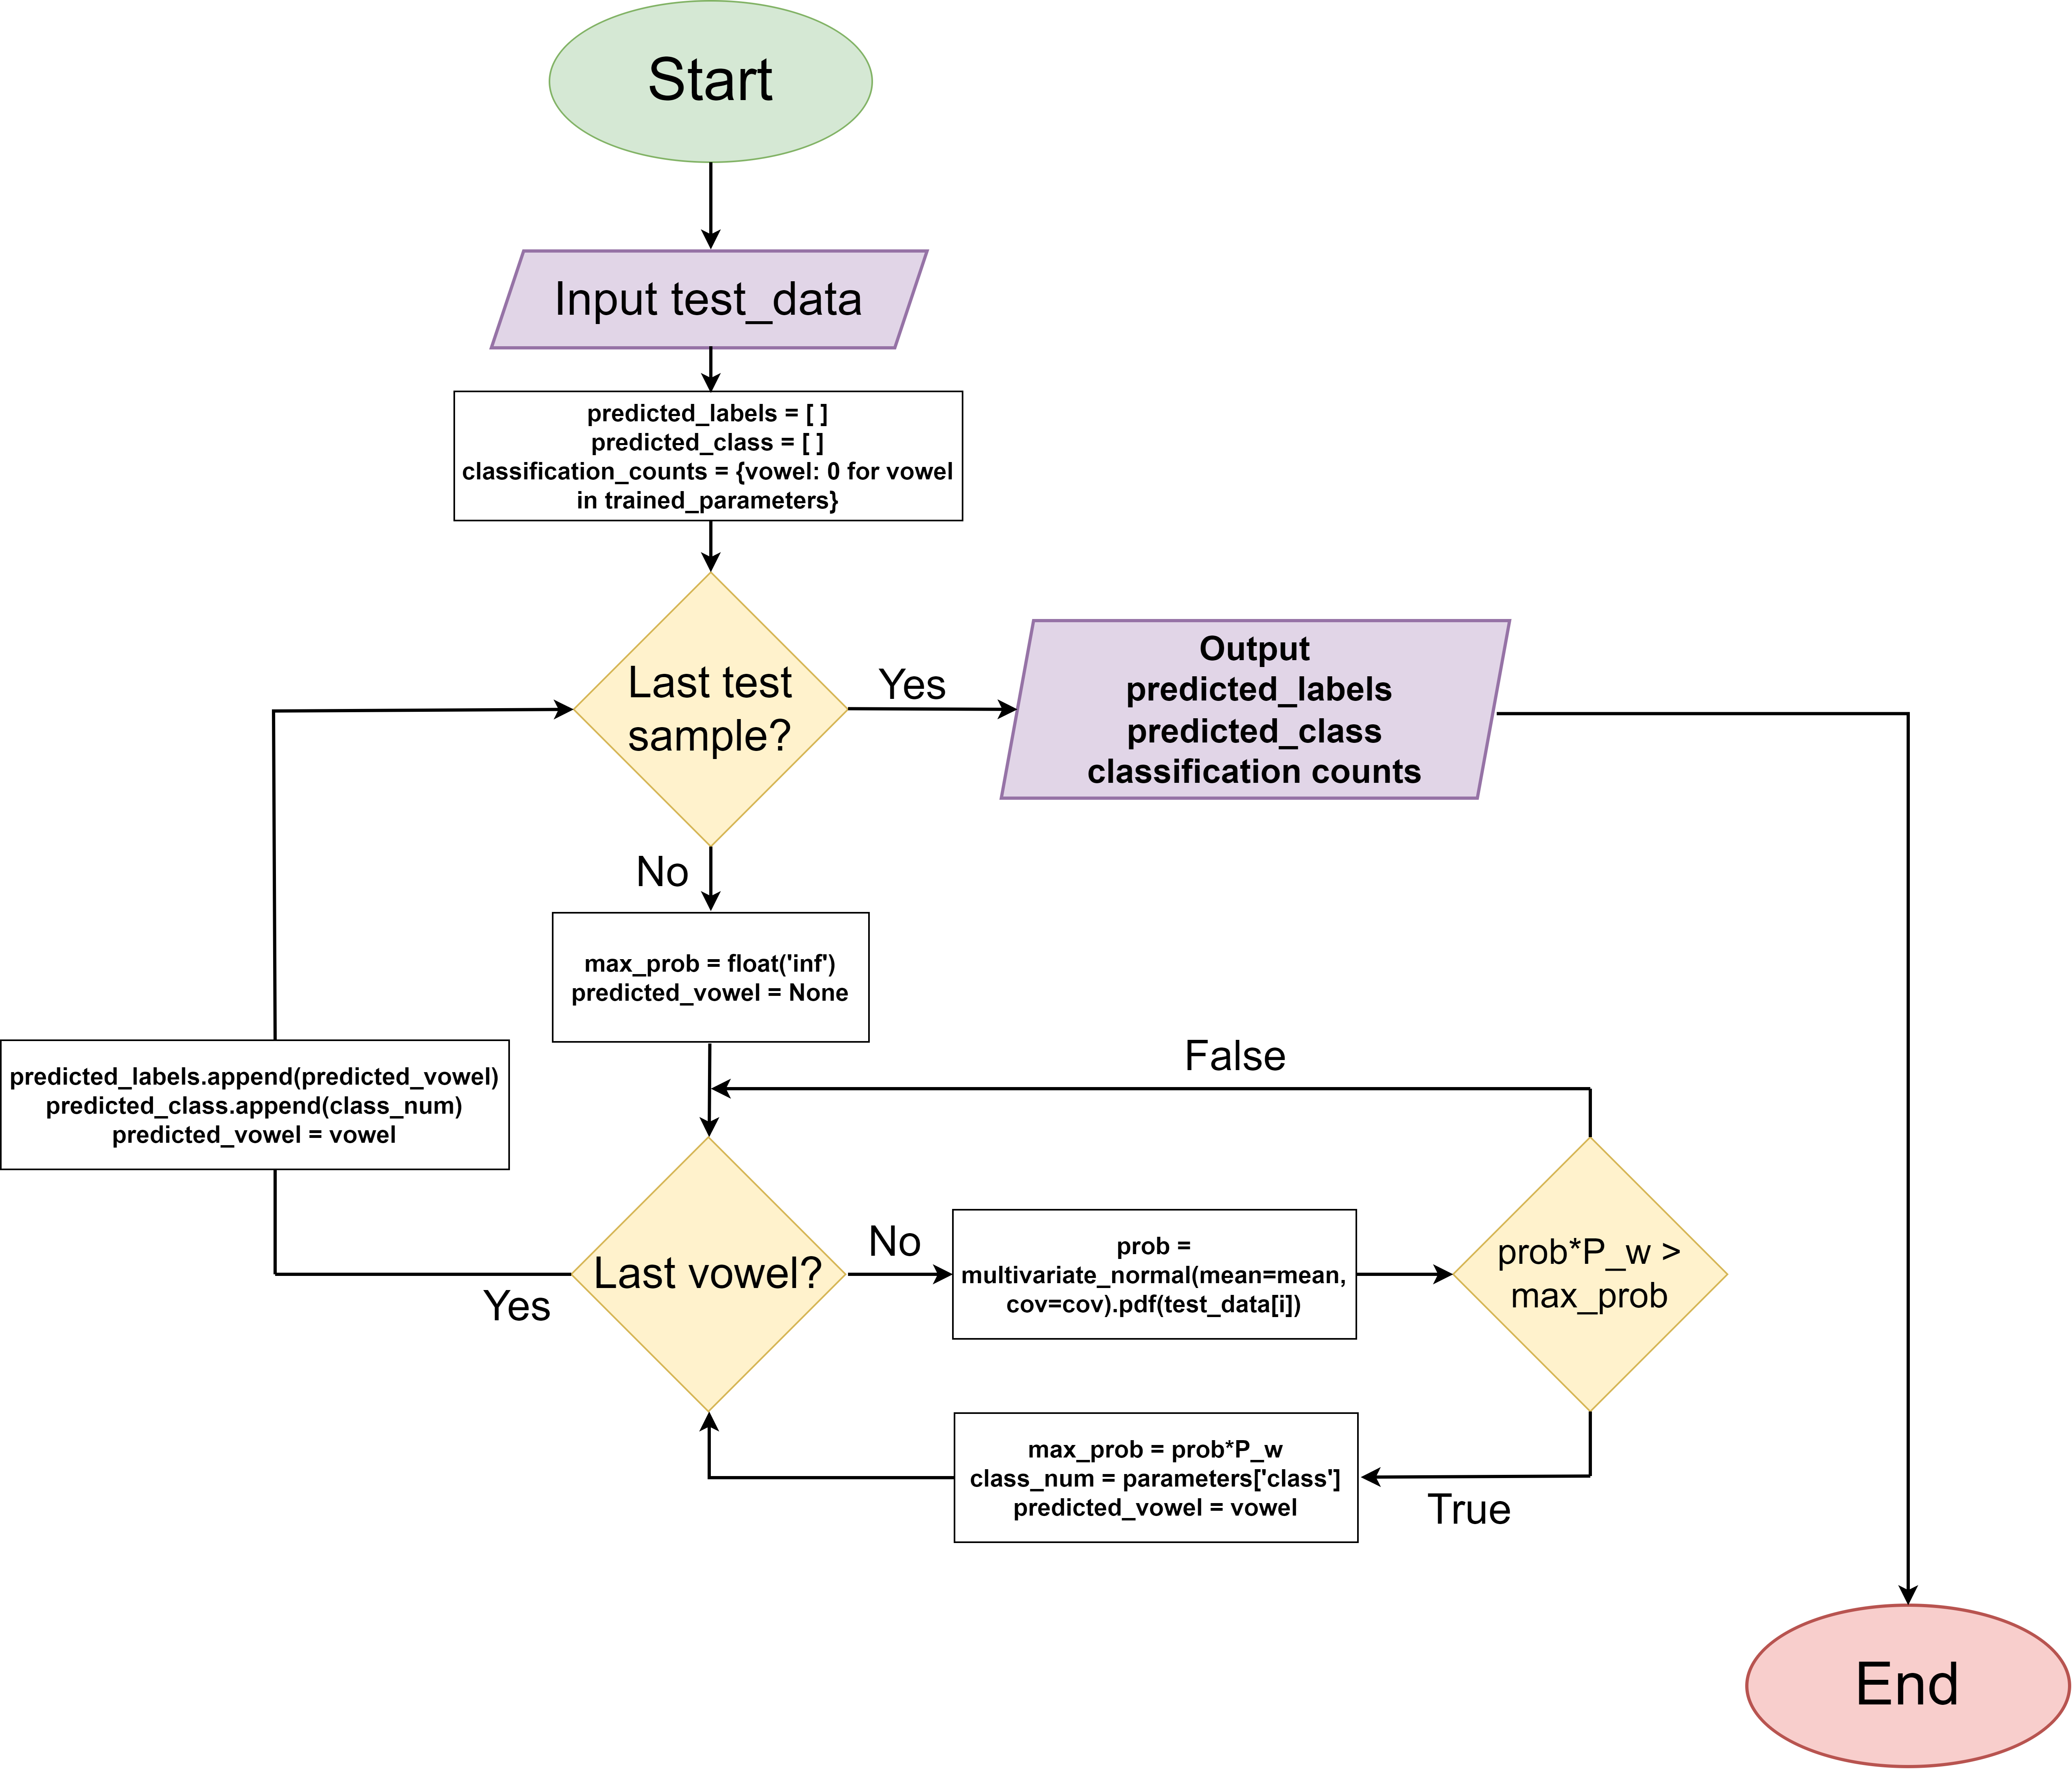 Start
Input test_data
predicted_labels = [ ]
predicted_class = [ ]
classification_counts = {vowel: 0 for vowel
in trained_parameters}
Last test
sample?
Yes
Output
predicted_labels
predicted_class
classification counts
No
max_prob = float('inf')
predicted_vowel = None
False
predicted_labels.append(predicted_vowel)
predicted_class.append(class_num)
predicted_vowel = vowel
Last vowel?
Yes
No
prob =
multivariate_normal(mean=mean,
cov=cov).pdf(test_data[i])
prob*P_w >
max_prob
True
max_prob = prob*P_w
class_num = parameters['class']
predicted_vowel = vowel
End